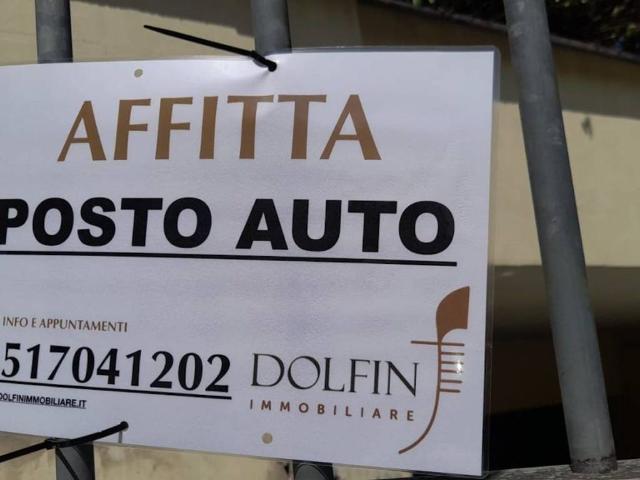 AFFITTA
POSTO AUTO
INFO E APPUNTAMENTI
517041202
DOLFINIMMOBILIARE.IT
DOLFIN
IMMOBILIARE